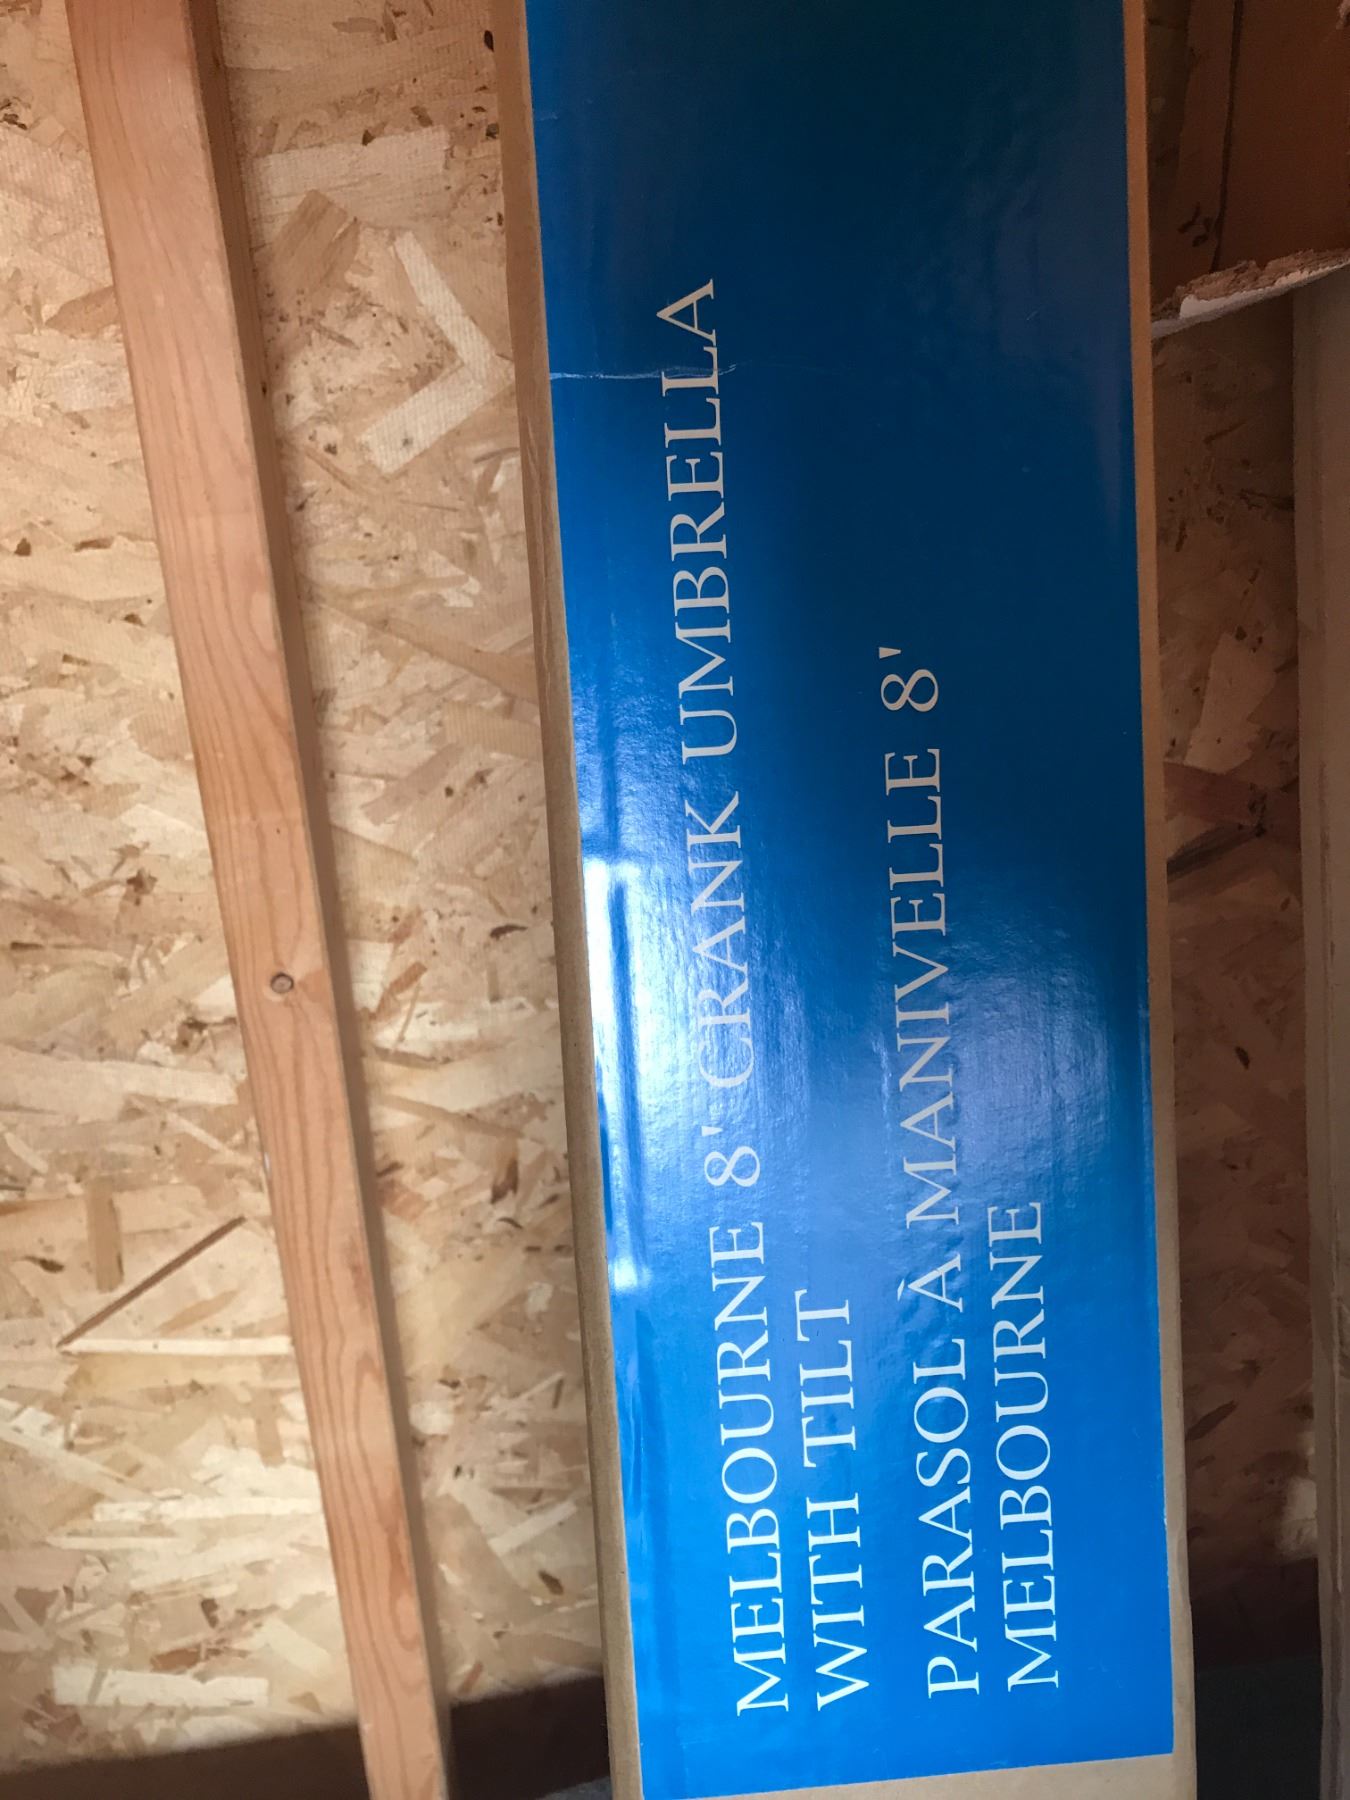 MELBOURNE 8' CRANK UMBRELLA
WITH TILT
PARASOL À MANIVELLE 8'
MELBOURNE